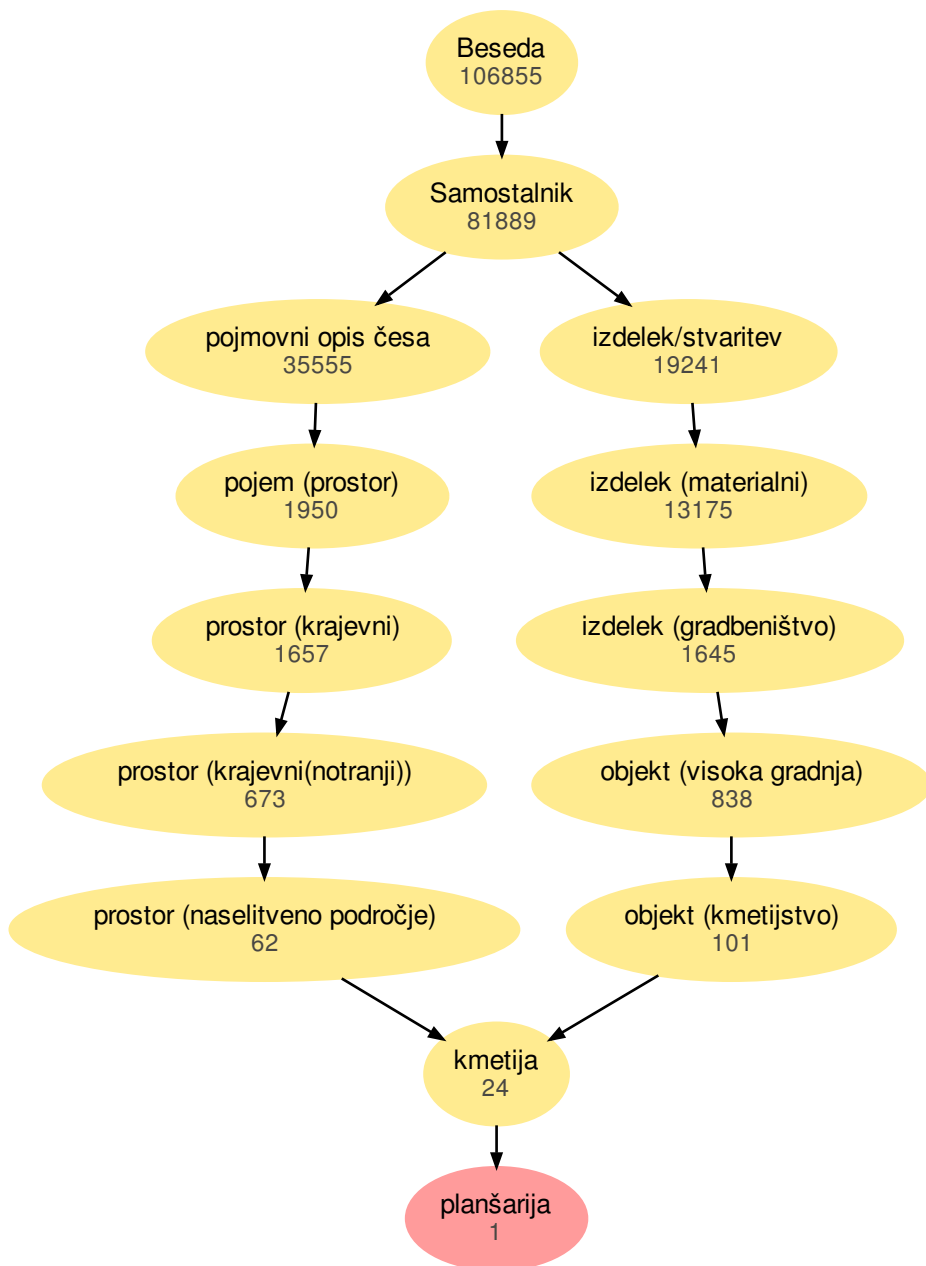 Beseda
106855
Samostalnik
81889
pojmovni opis česa
35555
izdelek/stvaritev
19241
pojem (prostor)
1950
izdelek (materialni)
13175
prostor (krajevni)
1657
izdelek (gradbeništvo)
1645
prostor (krajevni(notranji))
673
objekt (visoka gradnja)
838
prostor (naselitveno področje)
62
objekt (kmetijstvo)
101
kmetija
24
planšarija
1